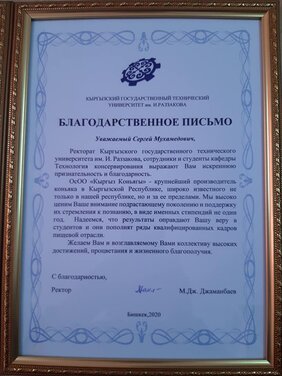 КЫРГЫЗСКИЙ ГОСУДАРСТВЕННЫЙ ТЕХНИЧЕСКИЙ
УНИВЕРСИТЕТ им. И.РАЗЗАКОВА
БЛАГОДАРСТВЕННОЕ ПИСЬМО
Уважаемый Сергей Мухамедович,
Ректорат Кыргызского государственного технического
университета им. И. Раззакова, сотрудники и студенты кафедры
Технология консервирования выражают Вам искреннюю
признательность и благодарность.
ОсОО «Кыргыз Коньягы» - крупнейший производитель
коньяка в Кыргызской Республике, широко известного не
только в нашей республике, но и за ее пределами. Мы высоко
ценим Ваше внимание подрастающему поколению и поддержку
их стремления к познанию, в виде именных стипендий не один
год. Надеемся, что результаты оправдают Вашу веру в
студентов и они пополнят ряды квалифицированных кадров
пищевой отрасли.
Желаем Вам и возглавляемому Вами коллективу высоких
достижений, процветания и жизненного благополучия.
С благодарностью,
Ректор М.Дж. Джаманбаев
Бишкек,2020